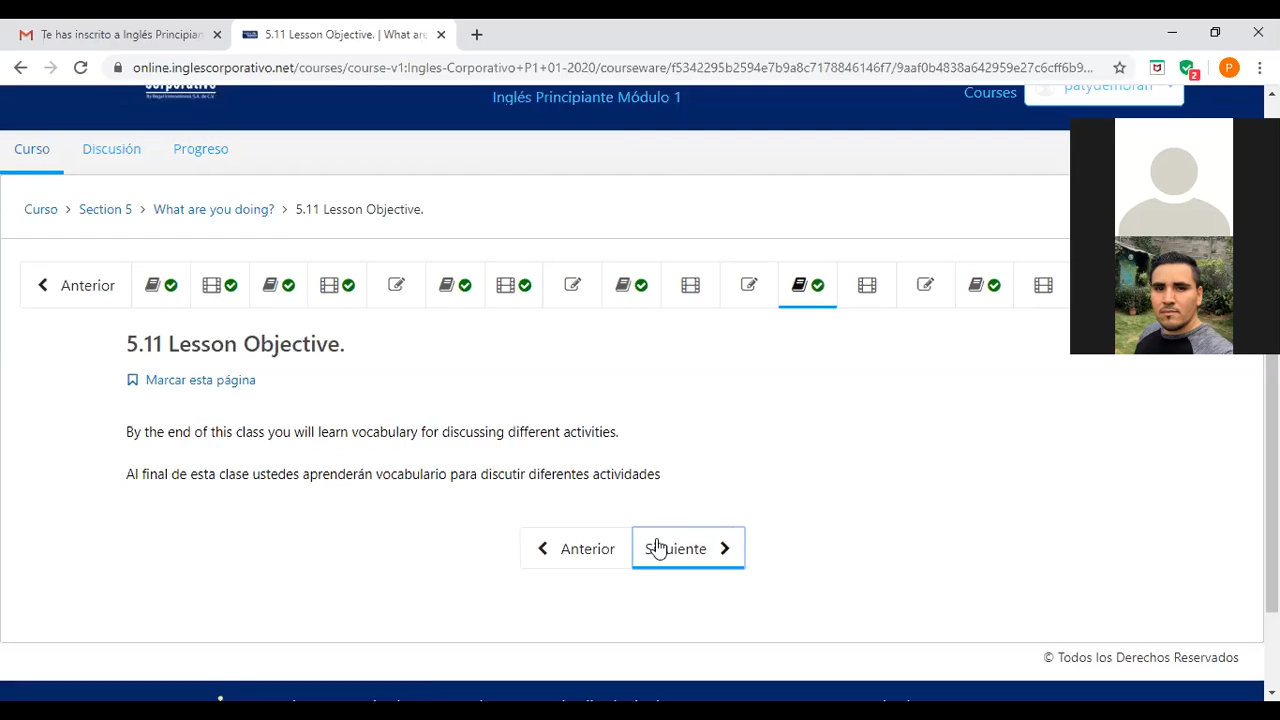 Te has inscrito a Inglés Principian
5.11 Lesson Objective. | What are
online.inglescorporativo.net/courses/course-v1:Ingles-Corporativo+P1+01-2020/courseware/f5342295b2594e7b9a8c7178846146f7/9aaf0b4838a642959e27c6cff6b9...
P
2
Inglés Principiante Módulo 1
Courses
patydemoran
Curso
Discusión
Progreso
Curso > Section 5 > What are you doing? > 5.11 Lesson Objective.
Anterior
5.11 Lesson Objective.
Marcar esta página
By the end of this class you will learn vocabulary for discussing different activities.
Al final de esta clase ustedes aprenderán vocabulario para discutir diferentes actividades
Anterior
Siguiente
© Todos los Derechos Reservados